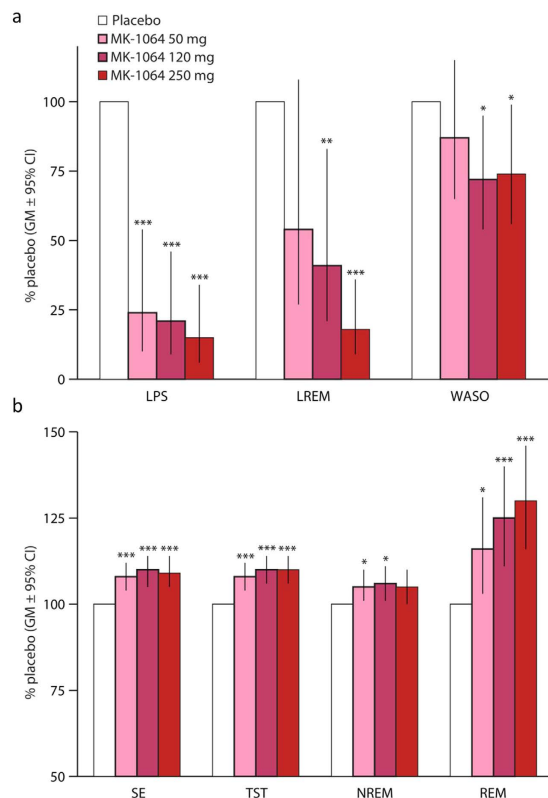 a
Placebo
MK-1064 50 mg
MK-1064 120 mg
MK-1064 250 mg
% placebo (GM ± 95% CI)
100
75
50
25
0
***
***
***
**
***
*
*
LPS
LREM
WASO
b
% placebo (GM ± 95% CI)
150
125
100
75
50
***
***
***
***
***
***
*
*
*
***
***
SE
TST
NREM
REM